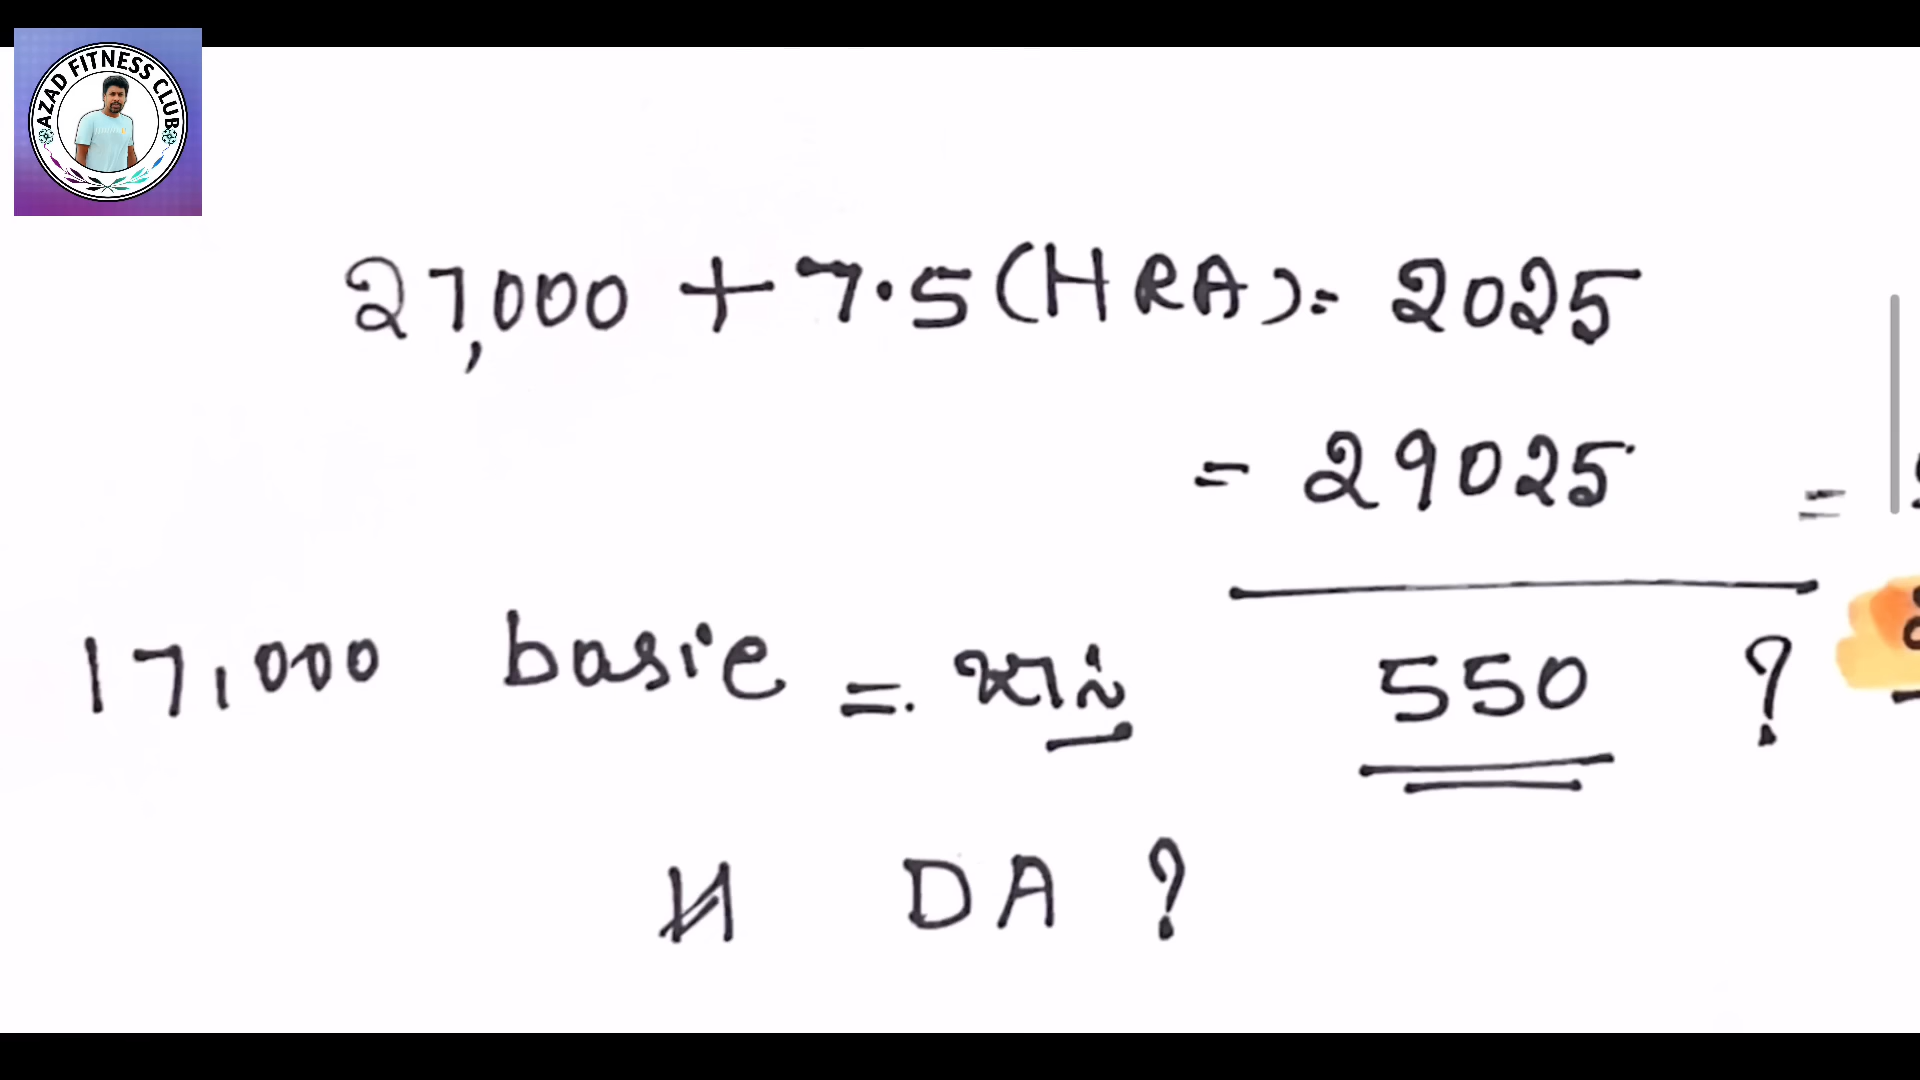 AZAD FITNESS CLUB
27,000 + 7.5 (HRA) = 2025
= 29025 =
17,000 basic = 550 ?
DA ?